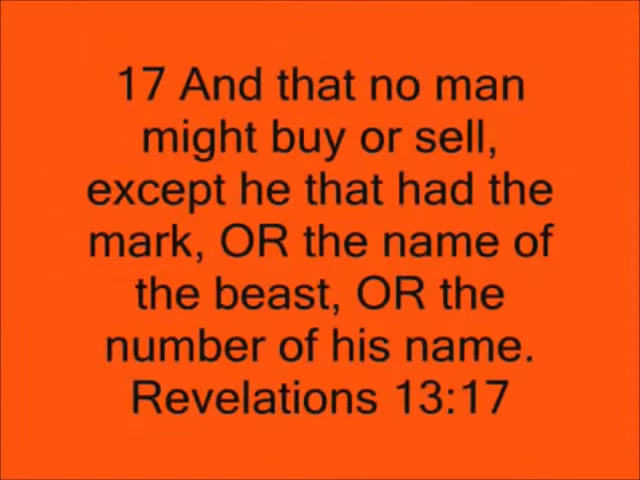 17 And that no man
might buy or sell,
except he that had the
mark, OR the name of
the beast, OR the
number of his name.
Revelations 13:17